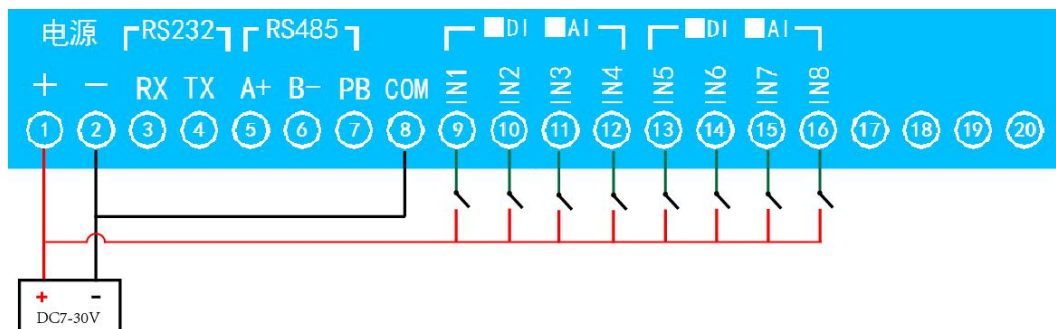 电源 RS232 RS485 DI AI DI AI
+ - RX TX A+ B- PB COM IN1 IN2 IN3 IN4 IN5 IN6 IN7 IN8
1 2 3 4 5 6 7 8 9 10 11 12 13 14 15 16 17 18 19 20
+ -
DC7-30V